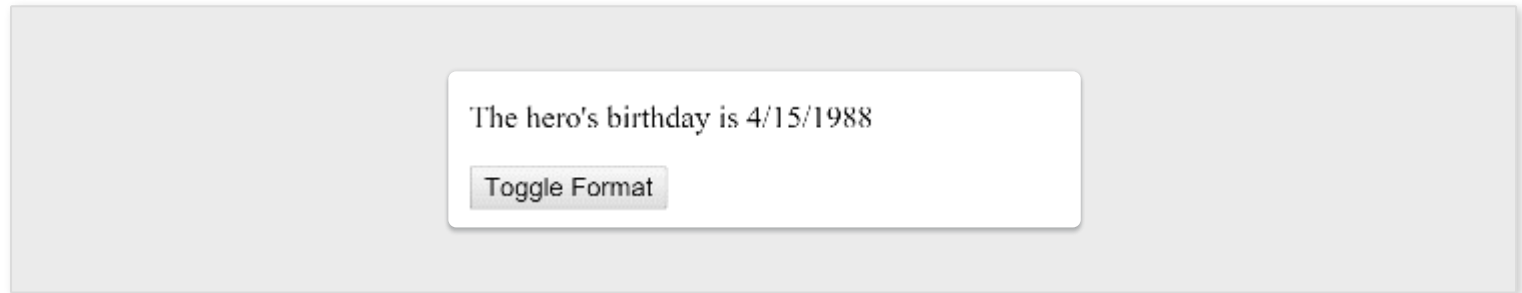 The hero's birthday is 4/15/1988
Toggle Format